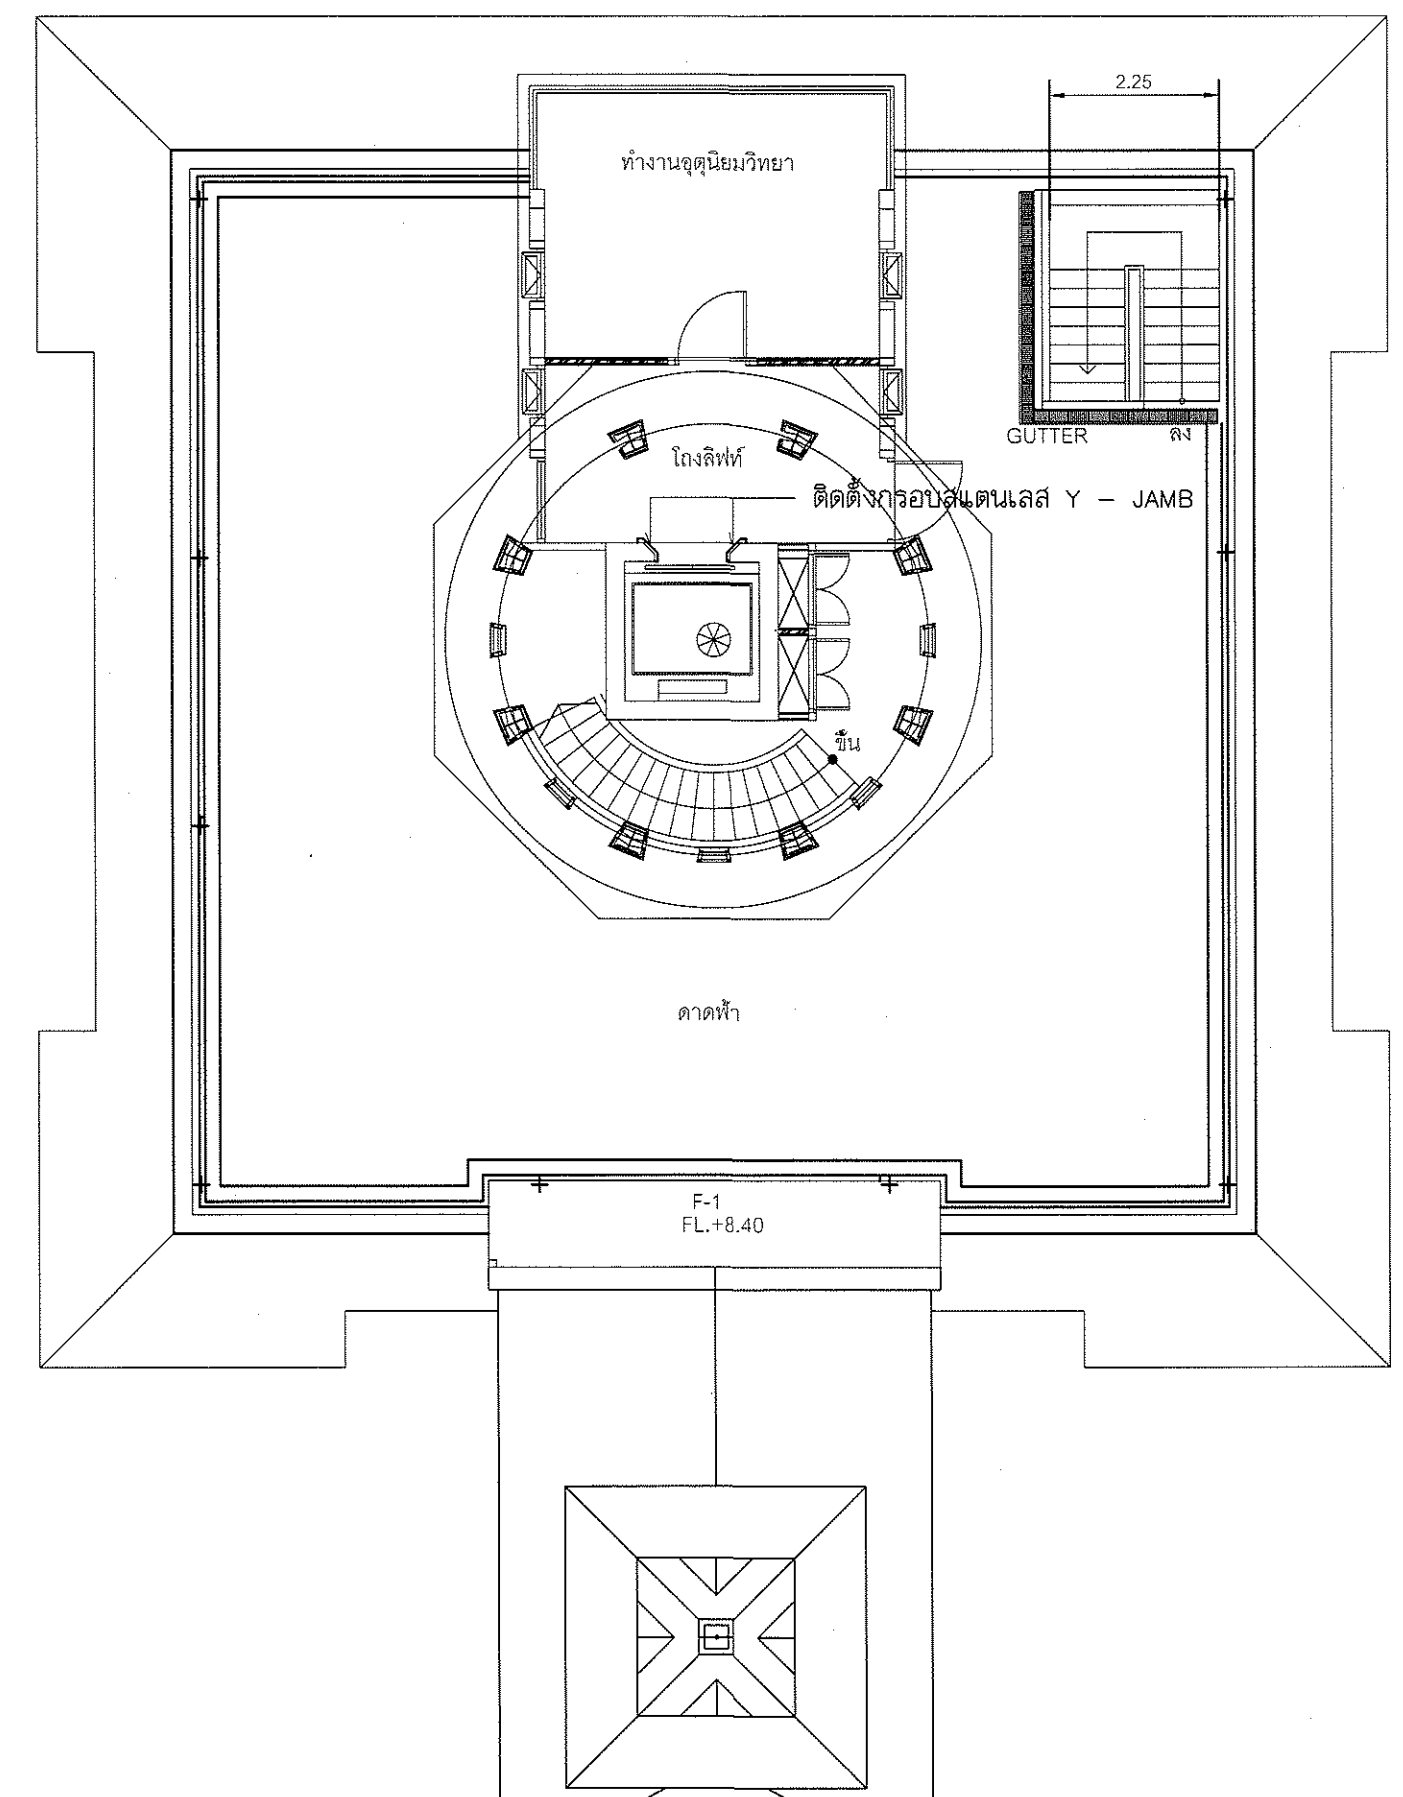 2.25
ทำงานอุตุนิยมวิทยา
GUTTER
ลง
โถงลิฟท์
ติดตั้งกรอบสแตนเลส Y - JAMB
ขึ้น
ดาดฟ้า
F-1
FL.+8.40